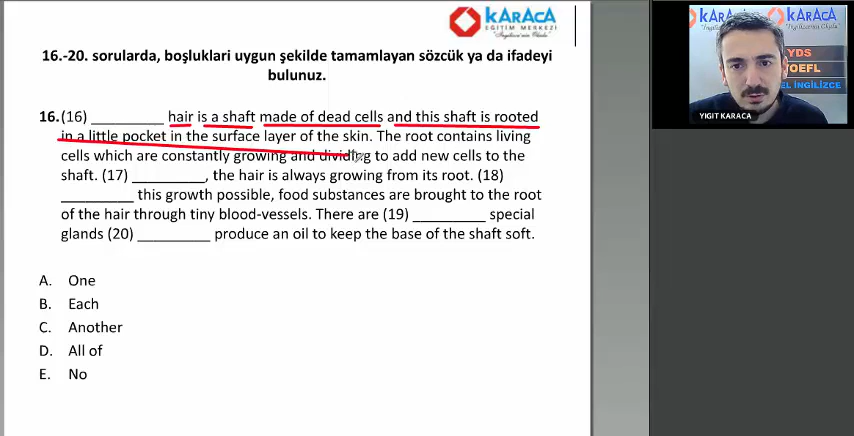 KARACA
EĞİTİM MERKEZİ
"İngilizce'nin Okulu"
16.-20. sorularda, boşluklari uygun şekilde tamamlayan sözcük ya da ifadeyi
bulunuz.
16.(16) _________ hair is a shaft made of dead cells and this shaft is rooted
in a little pocket in the surface layer of the skin. The root contains living
cells which are constantly growing and dividing to add new cells to the
shaft. (17) _________, the hair is always growing from its root. (18)
_________ this growth possible, food substances are brought to the root
of the hair through tiny blood-vessels. There are (19) _________ special
glands (20) _________ produce an oil to keep the base of the shaft soft.
A. One
B. Each
C. Another
D. All of
E. No
KARACA
YDS
TOEFL
EL İNGİLİZCE
YIGIT KARACA